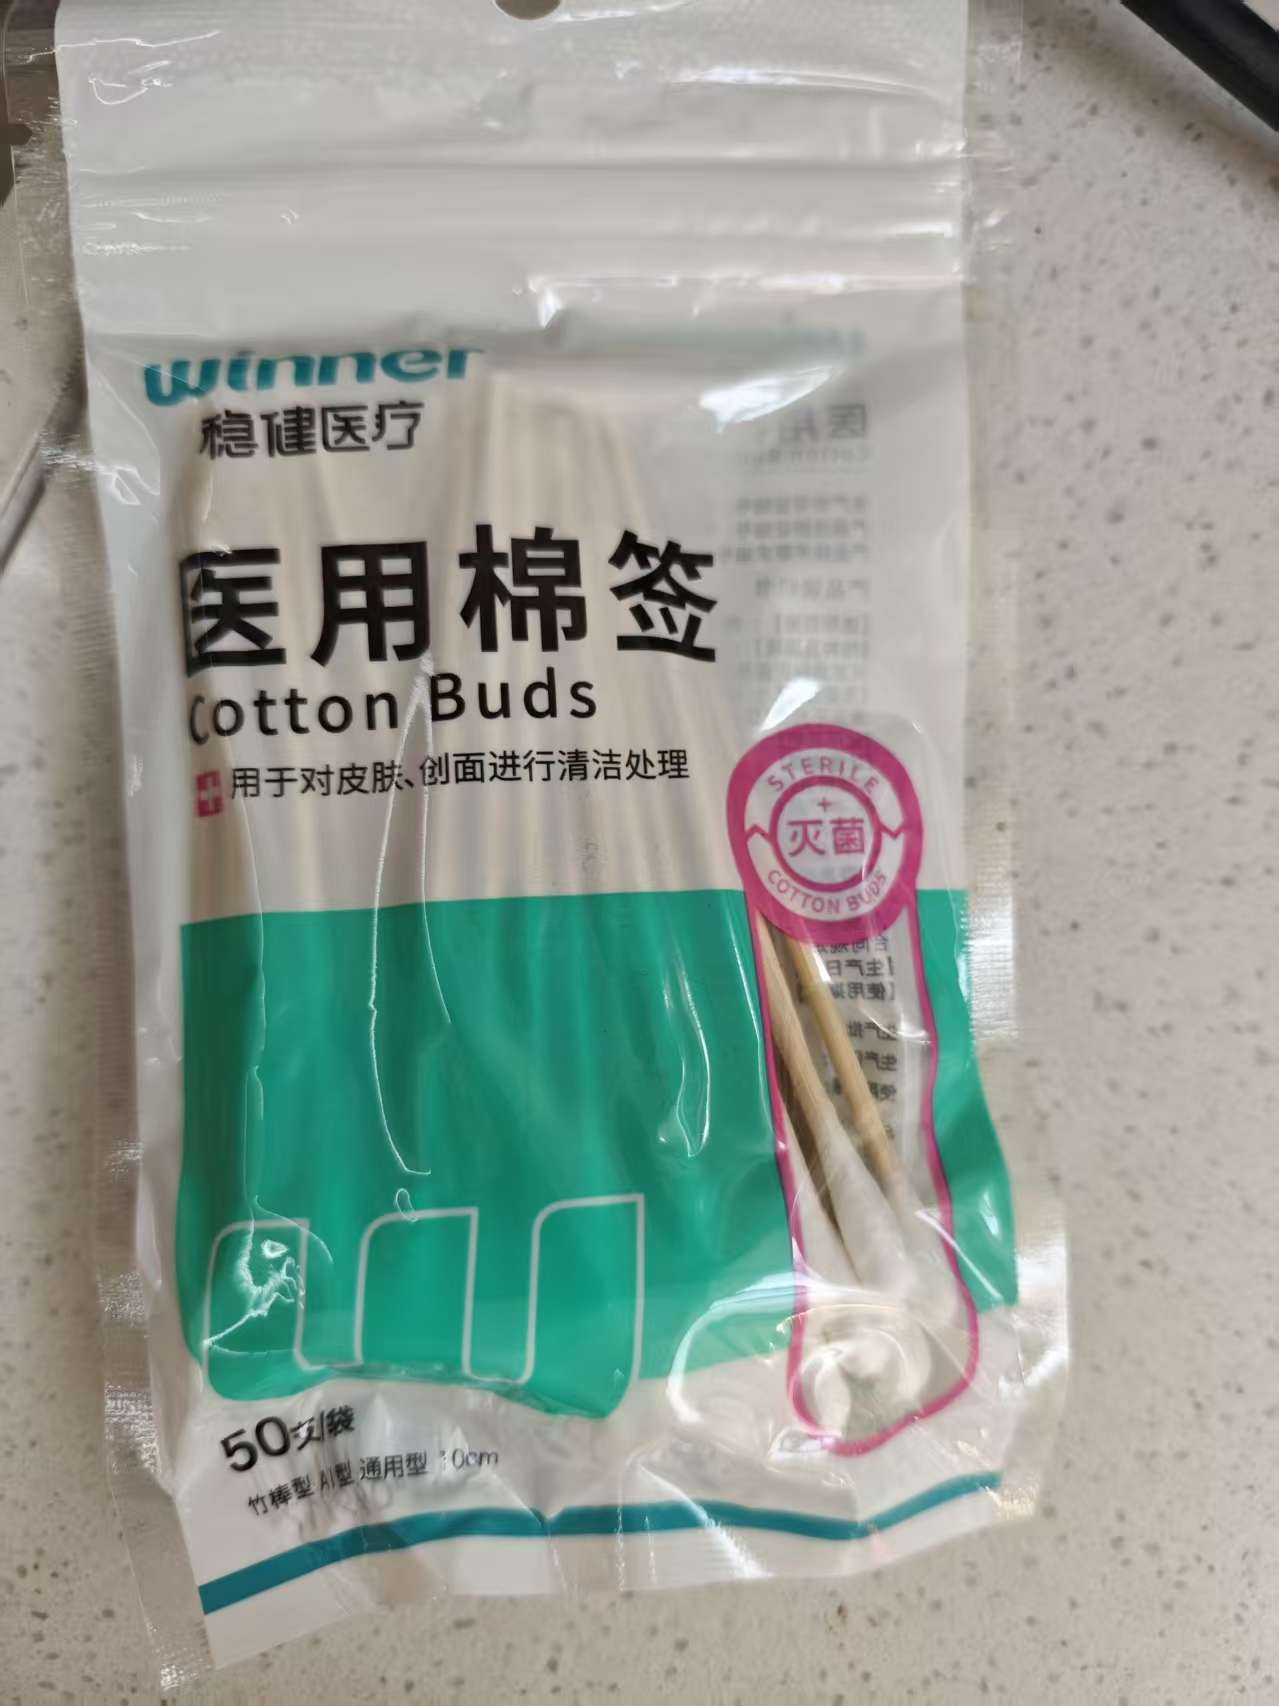 winner
稳健医疗
医用棉签
Cotton Buds
用于对皮肤、创面进行清洁处理
STERILE
灭菌
COTTON BUDS
50支/袋
竹棒型 AI型 通用型 10cm